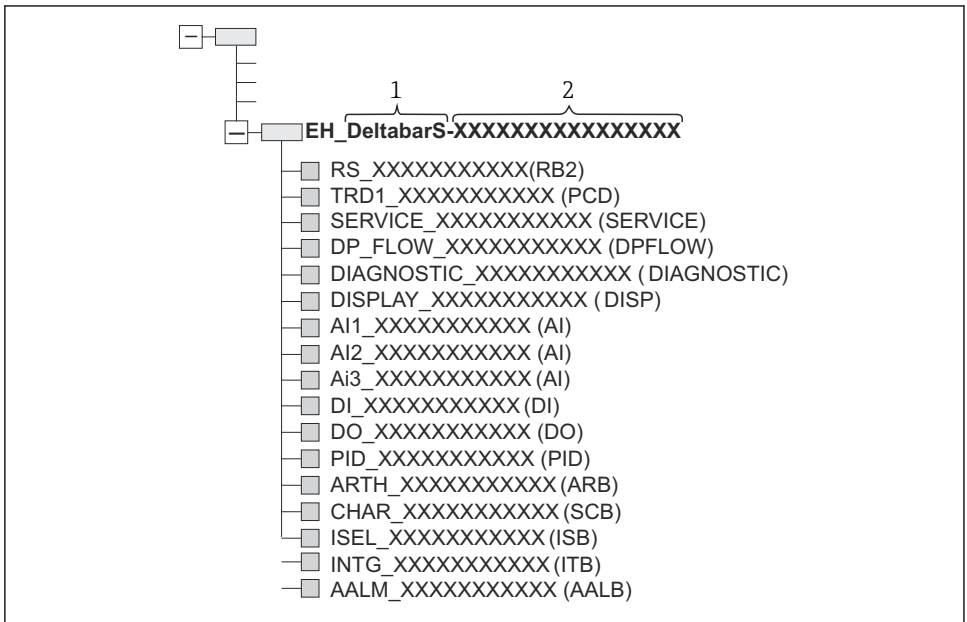 1 2
EH_DeltabarS-XXXXXXXXXXXXXXXX
RS_XXXXXXXXXXX(RB2)
TRD1_XXXXXXXXXXX (PCD)
SERVICE_XXXXXXXXXXX (SERVICE)
DP_FLOW_XXXXXXXXXXX (DPFLOW)
DIAGNOSTIC_XXXXXXXXXXX ( DIAGNOSTIC)
DISPLAY_XXXXXXXXXXX ( DISP)
AI1_XXXXXXXXXXX (AI)
AI2_XXXXXXXXXXX (AI)
Ai3_XXXXXXXXXXX (AI)
DI_XXXXXXXXXXX (DI)
DO_XXXXXXXXXXX (DO)
PID_XXXXXXXXXXX (PID)
ARTH_XXXXXXXXXXX (ARB)
CHAR_XXXXXXXXXXX (SCB)
ISEL_XXXXXXXXXXX (ISB)
INTG_XXXXXXXXXXX (ITB)
AALM_XXXXXXXXXXX (AALB)